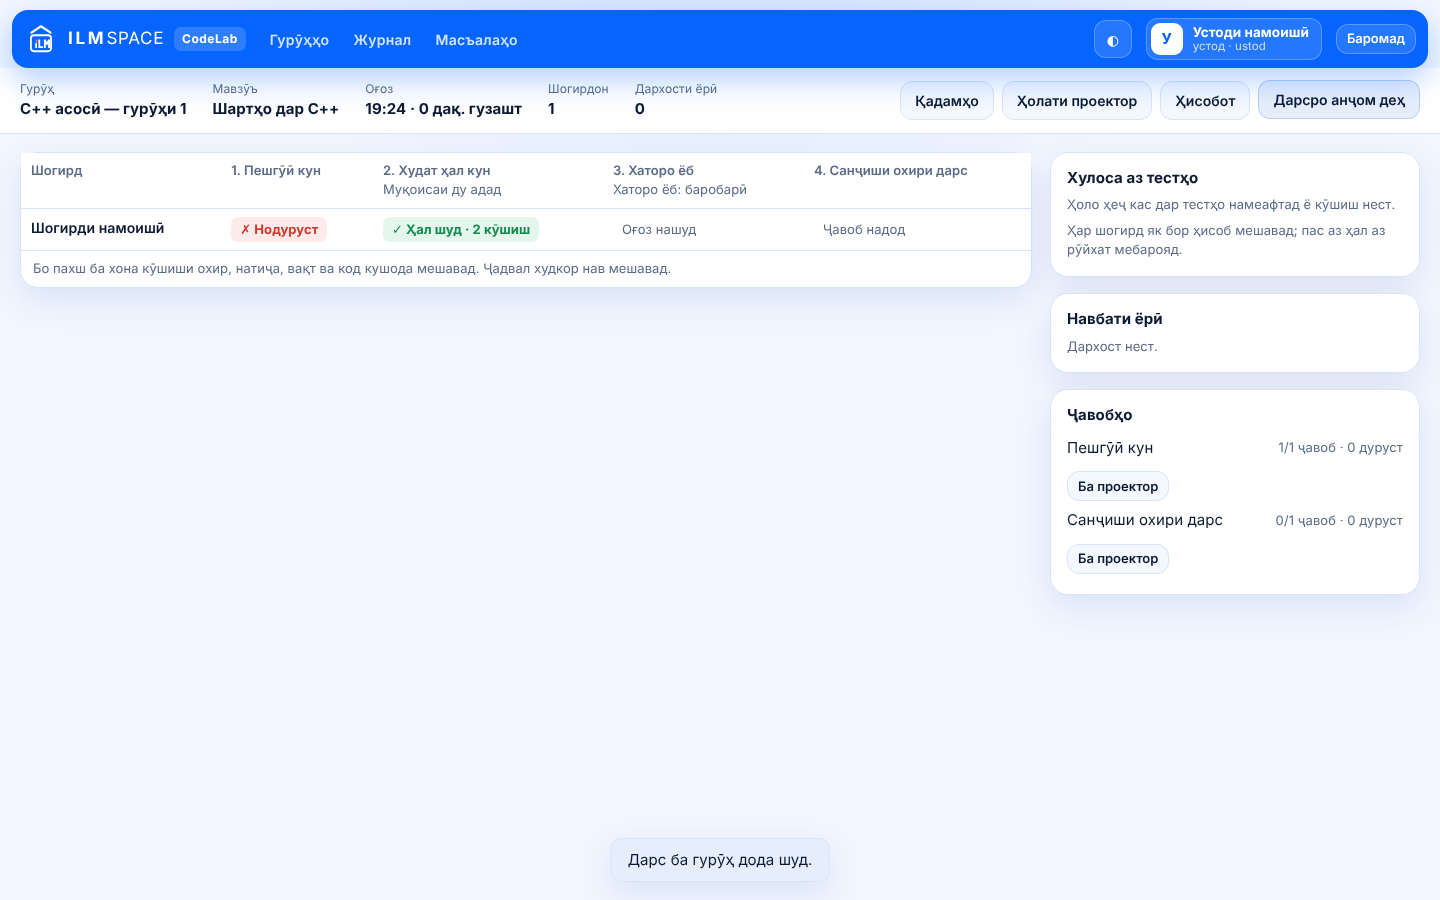 ILMSPACE CodeLab Гурӯҳҳо Журнал Масъалаҳо
◐ У Устоди намоишӣ Баромад
устод · ustod
Гурӯҳ Мавзӯъ Оғоз Шогирдон Дархости ёрӣ
C++ асосӣ — гурӯҳи 1 Шартҳо дар C++ 19:24 · 0 дақ. гузашт 1 0
Қадамҳо Ҳолати проектор Ҳисобот Дарсро анҷом деҳ
Шогирд 1. Пешгӯӣ кун 2. Худат ҳал кун 3. Хаторо ёб 4. Санҷиши охири дарс
Муқоисаи ду адад Хаторо ёб: баробарӣ
Шогирди намоишӣ ✗ Нодуруст ✓ Ҳал шуд · 2 кӯшиш Оғоз нашуд Ҷавоб надод
Бо пахш ба хона кӯшиши охир, натиҷа, вақт ва код кушода мешавад. Ҷадвал худкор нав мешавад.
Хулоса аз тестҳо
Ҳоло ҳеҷ кас дар тестҳо намеафтад ё кӯшиш нест.
Ҳар шогирд як бор ҳисоб мешавад; пас аз ҳал аз
рӯйхат мебарояд.
Навбати ёрӣ
Дархост нест.
Ҷавобҳо
Пешгӯӣ кун 1/1 ҷавоб · 0 дуруст
Ба проектор
Санҷиши охири дарс 0/1 ҷавоб · 0 дуруст
Ба проектор
Дарс ба гурӯҳ дода шуд.